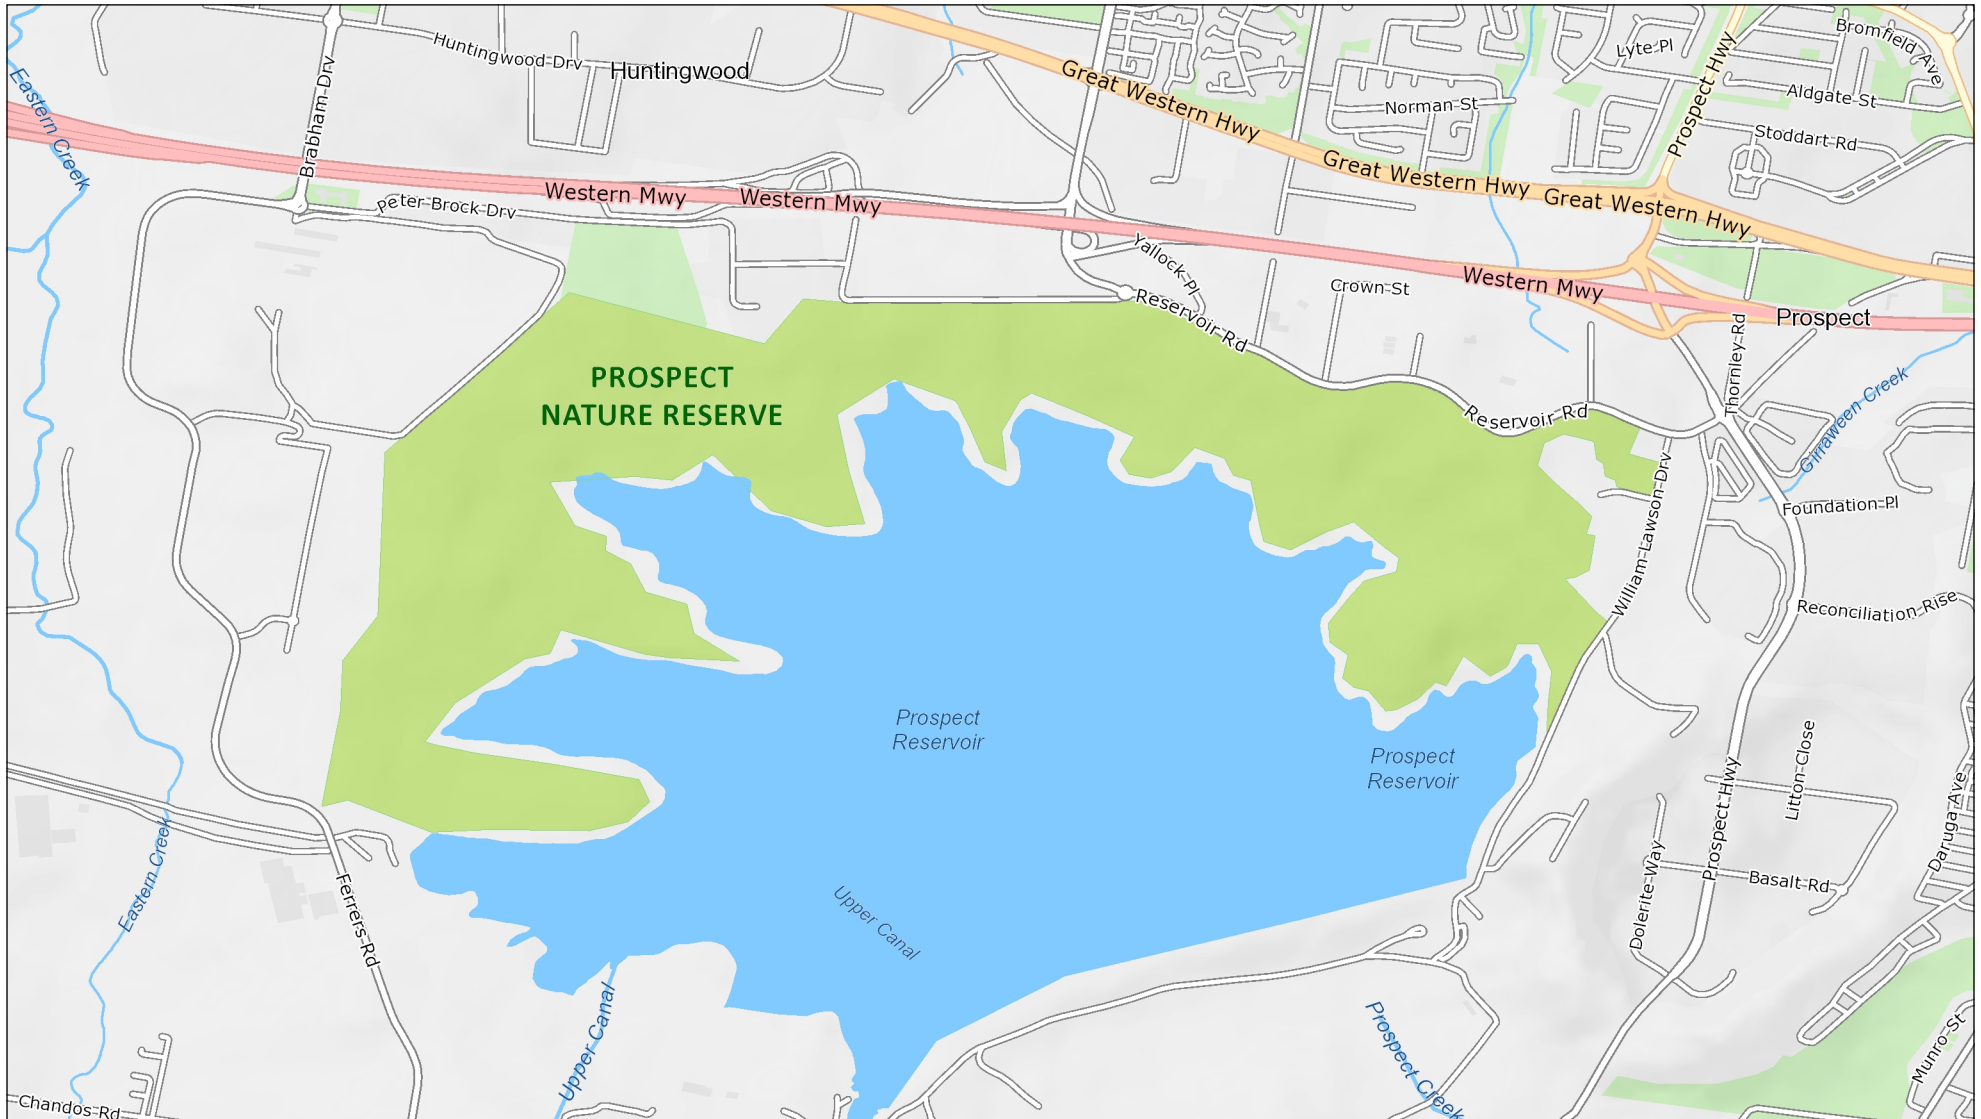 Bromfield Ave
Huntingwood Drv
Lyte Pl
Huntingwood
Great Western Hwy
Prospect Hwy
Eastern Creek
Brabham Drv
Norman St
Aldgate St
Stoddart Rd
Great Western Hwy
Great Western Hwy
Western Mwy
Western Mwy
Peter Brock Drv
Yallock Pl
Western Mwy
Crown St
Reservoir Rd
Prospect
Thornley Rd
PROSPECT
NATURE RESERVE
Reservoir Rd
Girraween Creek
William Lawson Drv
Foundation Pl
Reconciliation Rise
Prospect
Reservoir
Prospect
Reservoir
Litton Close
Prospect Hwy
Daruga Ave
Eastern Creek
Ferrers Rd
Upper Canal
Dolerite Way
Basalt Rd
Upper Canal
Prospect Creek
Munro St
Chandos Rd